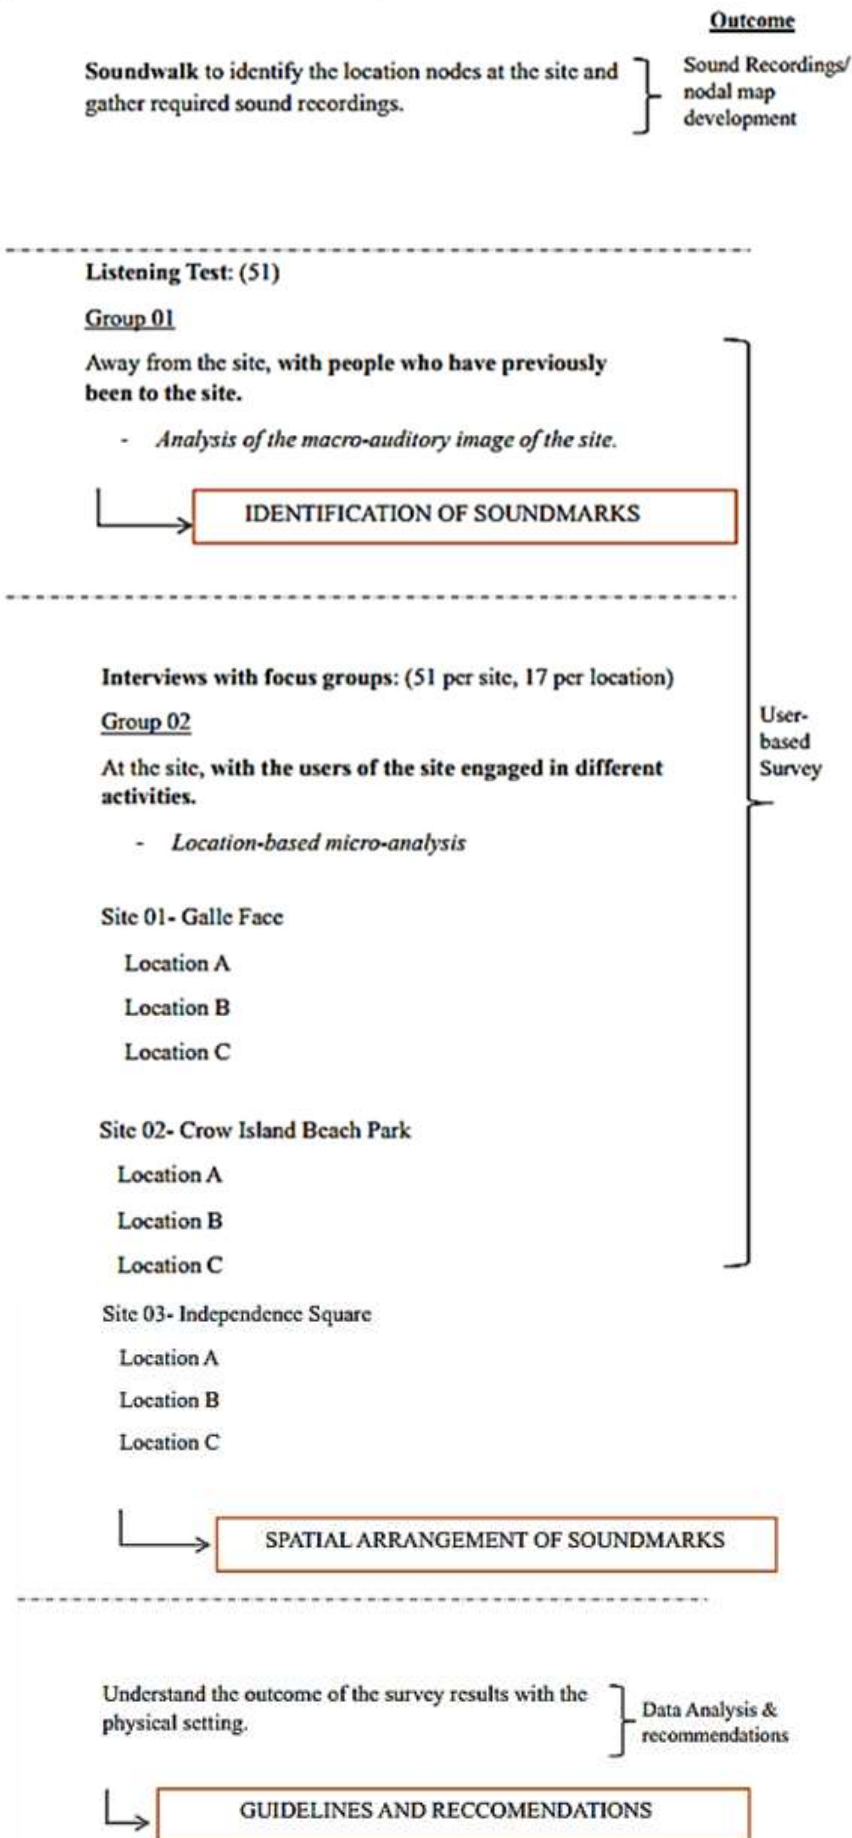 Outcome
Soundwalk to identify the location nodes at the site and
gather required sound recordings.
Sound Recordings/
nodal map
development
Listening Test: (51)
Group 01
Away from the site, with people who have previously
been to the site.
- Analysis of the macro-auditory image of the site.
IDENTIFICATION OF SOUNDMARKS
Interviews with focus groups: (51 per site, 17 per location)
Group 02
At the site, with the users of the site engaged in different
activities.
- Location-based micro-analysis
User-
based
Survey
Site 01- Galle Face
Location A
Location B
Location C
Site 02- Crow Island Beach Park
Location A
Location B
Location C
Site 03- Independence Square
Location A
Location B
Location C
SPATIAL ARRANGEMENT OF SOUNDMARKS
Understand the outcome of the survey results with the
physical setting.
Data Analysis &
recommendations
GUIDELINES AND RECCOMENDATIONS